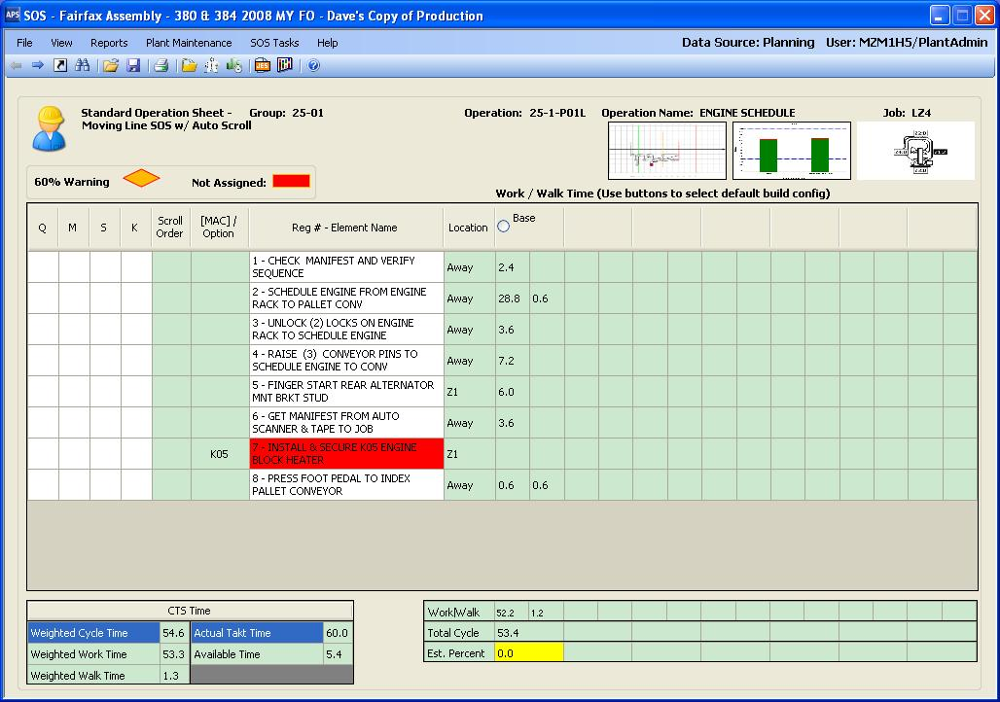 APS SOS - Fairfax Assembly - 380 & 384 2008 MY FO - Dave's Copy of Production
File View Reports Plant Maintenance SOS Tasks Help Data Source: Planning User: MZM1H5/PlantAdmin
JES
Standard Operation Sheet - Group: 25-01 Operation: 25-1-P01L Operation Name: ENGINE SCHEDULE Job: LZ4
Moving Line SOS w/ Auto Scroll
60% Warning Not Assigned:
Work / Walk Time (Use buttons to select default build config)
Q M S K Scroll Order [MAC] / Option Reg # - Element Name Location Base
1 - CHECK MANIFEST AND VERIFY
SEQUENCE Away 2.4
2 - SCHEDULE ENGINE FROM ENGINE
RACK TO PALLET CONV Away 28.8 0.6
3 - UNLOCK (2) LOCKS ON ENGINE
RACK TO SCHEDULE ENGINE Away 3.6
4 - RAISE (3) CONVEYOR PINS TO
SCHEDULE ENGINE TO CONV Away 7.2
5 - FINGER START REAR ALTERNATOR
MNT BRKT STUD Z1 6.0
6 - GET MANIFEST FROM AUTO
SCANNER & TAPE TO JOB Away 3.6
K05 7 - INSTALL & SECURE K05 ENGINE
BLOCK HEATER Z1
8 - PRESS FOOT PEDAL TO INDEX
PALLET CONVEYOR Away 0.6 0.6
CTS Time
Weighted Cycle Time 54.6 Actual Takt Time 60.0
Weighted Work Time 53.3 Available Time 5.4
Weighted Walk Time 1.3
Work|Walk 52.2 1.2
Total Cycle 53.4
Est. Percent 0.0